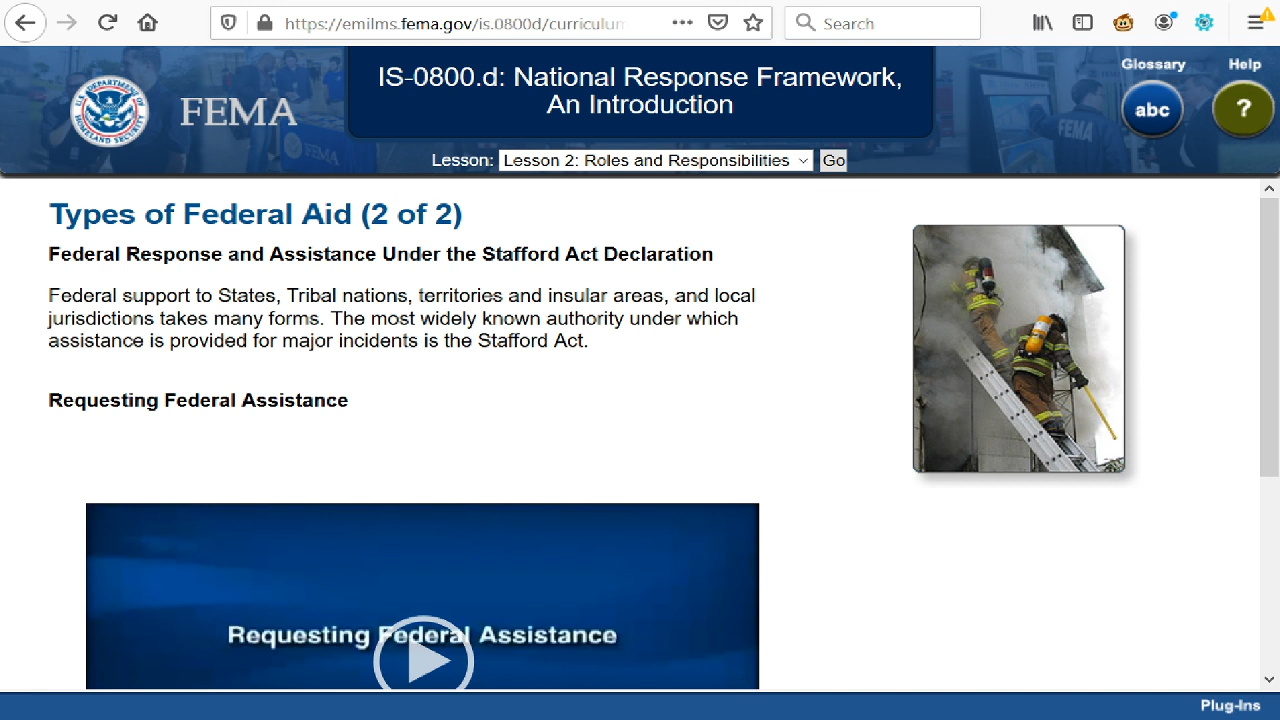 https://emilms.fema.gov/is.0800d/curriculum
Search
FEMA
IS-0800.d: National Response Framework,
An Introduction
Glossary
abc
Help
?
Lesson: Lesson 2: Roles and Responsibilities Go
Types of Federal Aid (2 of 2)
Federal Response and Assistance Under the Stafford Act Declaration
Federal support to States, Tribal nations, territories and insular areas, and local
jurisdictions takes many forms. The most widely known authority under which
assistance is provided for major incidents is the Stafford Act.
Requesting Federal Assistance
Requesting Federal Assistance
Plug-Ins